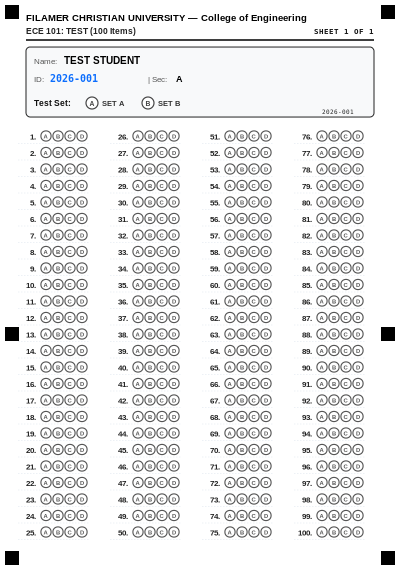 FILAMER CHRISTIAN UNIVERSITY — College of Engineering
ECE 101: TEST (100 Items) SHEET 1 OF 1
Name: TEST STUDENT
ID: 2026-001 | Sec: A
Test Set: A SET A B SET B
2026-001
1. A B C D 26. A B C D 51. A B C D 76. A B C D
2. A B C D 27. A B C D 52. A B C D 77. A B C D
3. A B C D 28. A B C D 53. A B C D 78. A B C D
4. A B C D 29. A B C D 54. A B C D 79. A B C D
5. A B C D 30. A B C D 55. A B C D 80. A B C D
6. A B C D 31. A B C D 56. A B C D 81. A B C D
7. A B C D 32. A B C D 57. A B C D 82. A B C D
8. A B C D 33. A B C D 58. A B C D 83. A B C D
9. A B C D 34. A B C D 59. A B C D 84. A B C D
10. A B C D 35. A B C D 60. A B C D 85. A B C D
11. A B C D 36. A B C D 61. A B C D 86. A B C D
12. A B C D 37. A B C D 62. A B C D 87. A B C D
13. A B C D 38. A B C D 63. A B C D 88. A B C D
14. A B C D 39. A B C D 64. A B C D 89. A B C D
15. A B C D 40. A B C D 65. A B C D 90. A B C D
16. A B C D 41. A B C D 66. A B C D 91. A B C D
17. A B C D 42. A B C D 67. A B C D 92. A B C D
18. A B C D 43. A B C D 68. A B C D 93. A B C D
19. A B C D 44. A B C D 69. A B C D 94. A B C D
20. A B C D 45. A B C D 70. A B C D 95. A B C D
21. A B C D 46. A B C D 71. A B C D 96. A B C D
22. A B C D 47. A B C D 72. A B C D 97. A B C D
23. A B C D 48. A B C D 73. A B C D 98. A B C D
24. A B C D 49. A B C D 74. A B C D 99. A B C D
25. A B C D 50. A B C D 75. A B C D 100. A B C D